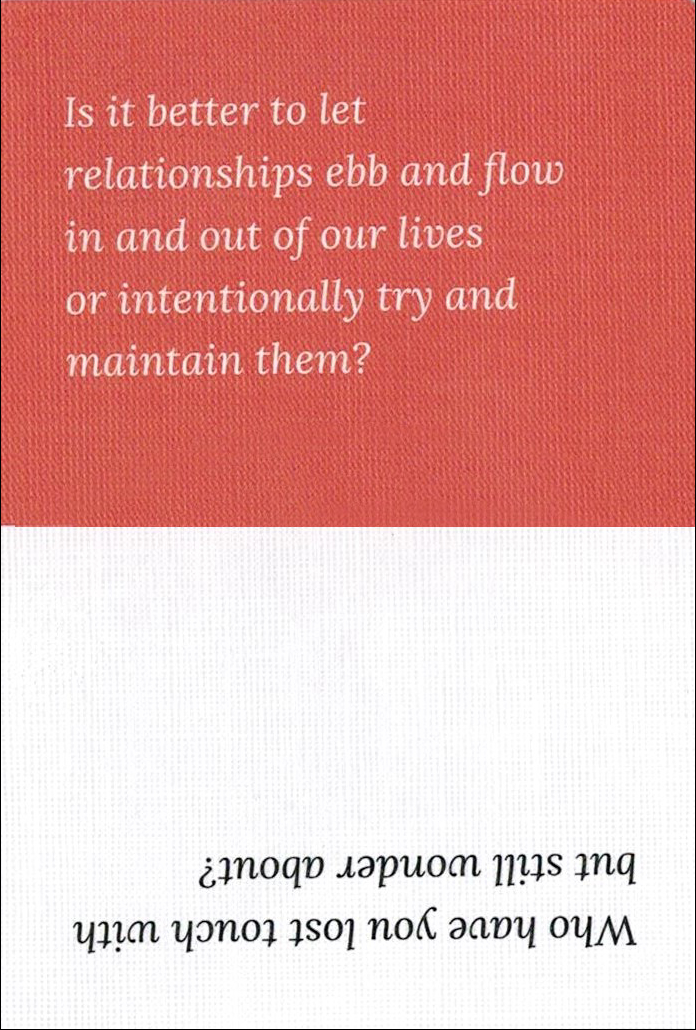 Is it better to let
relationships ebb and flow
in and out of our lives
or intentionally try and
maintain them?
Who have you lost touch with
but still wonder about?